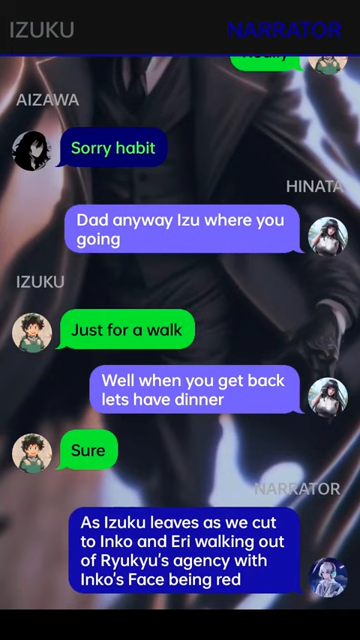 IZUKU
NARRATOR
AIZAWA
Sorry habit
HINATA
Dad anyway Izu where you
going
IZUKU
Just for a walk
Well when you get back
lets have dinner
Sure
NARRATOR
As Izuku leaves as we cut
to Inko and Eri walking out
of Ryukyu's agency with
Inko's Face being red